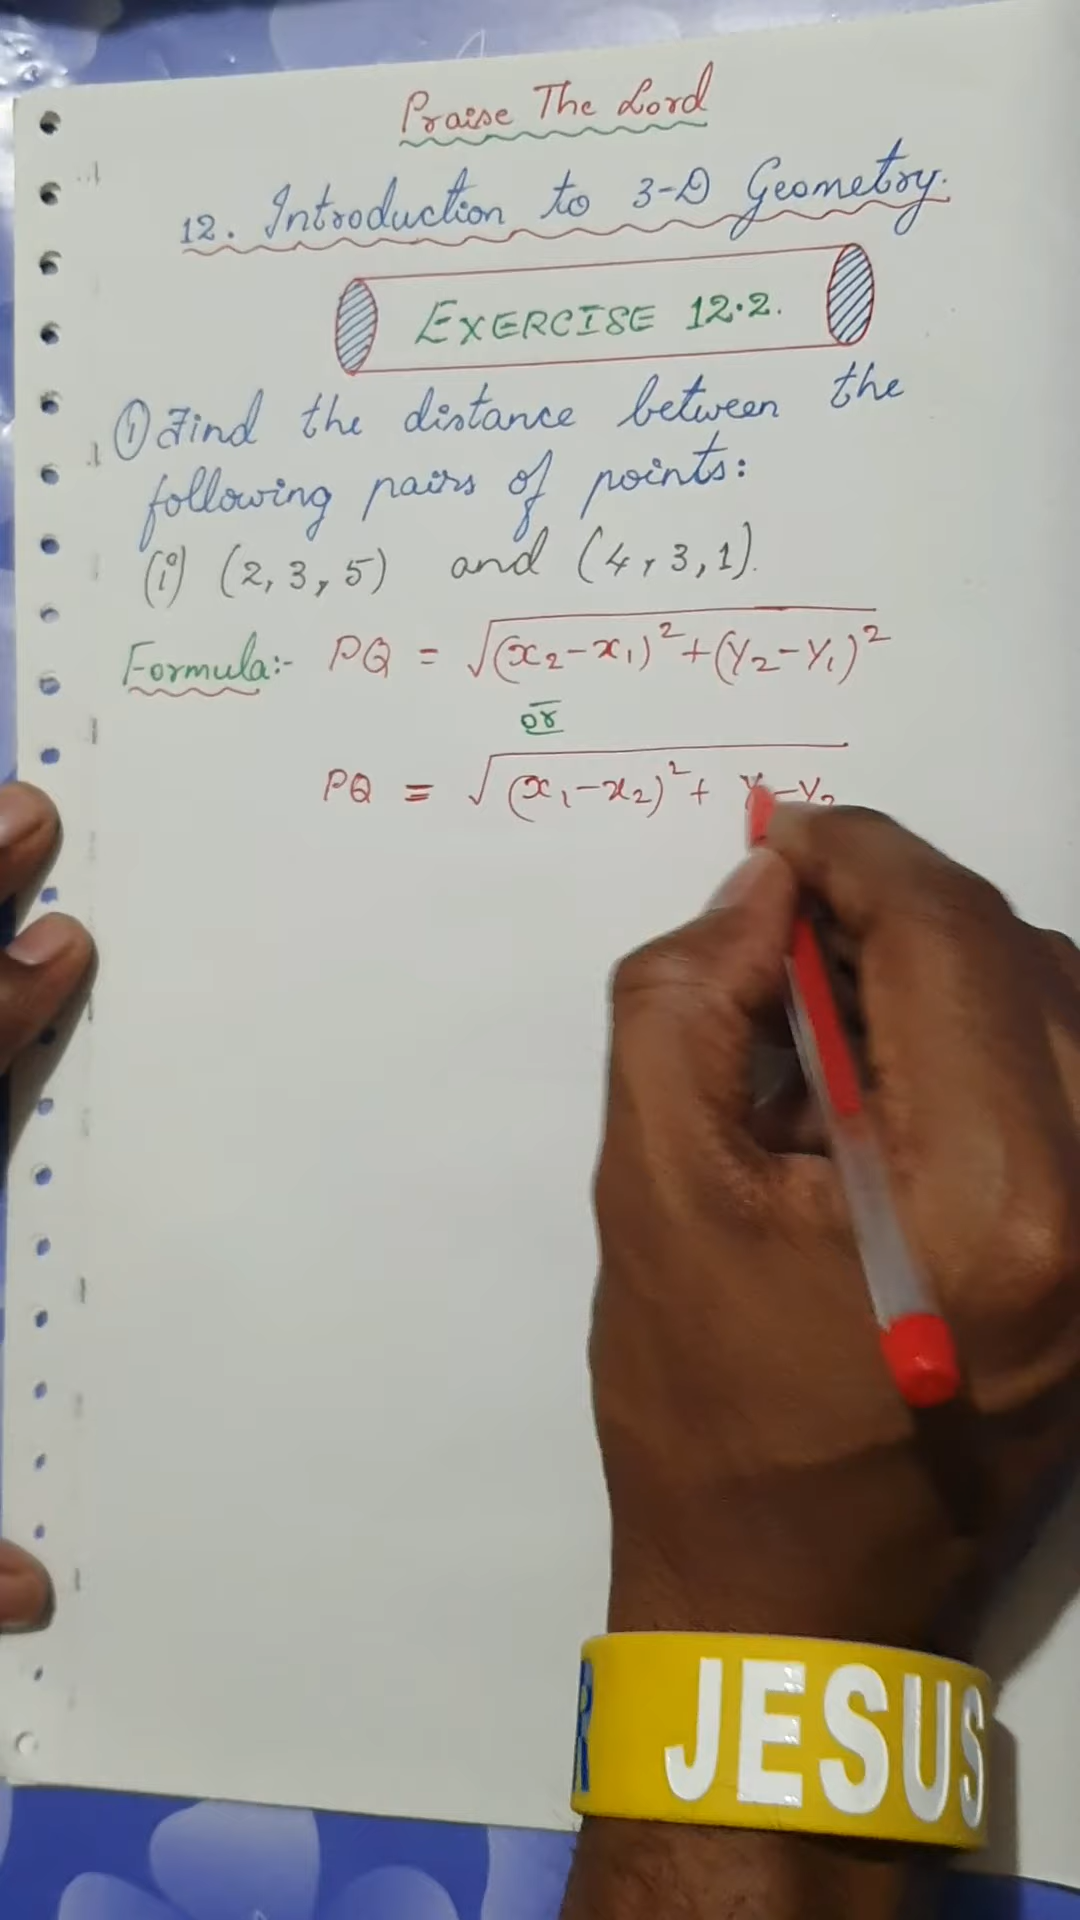 Praise The Lord
12. Introduction to 3-D Geometry.
EXERCISE 12.2.
① Find the distance between the
following pairs of points:
(i) (2, 3, 5) and (4, 3, 1).
Formula:- PQ = √(x₂-x₁)²+(Y₂-Y₁)²
or
PQ = √(x₁-x₂)²+ Y₁-Y₂
JESUS